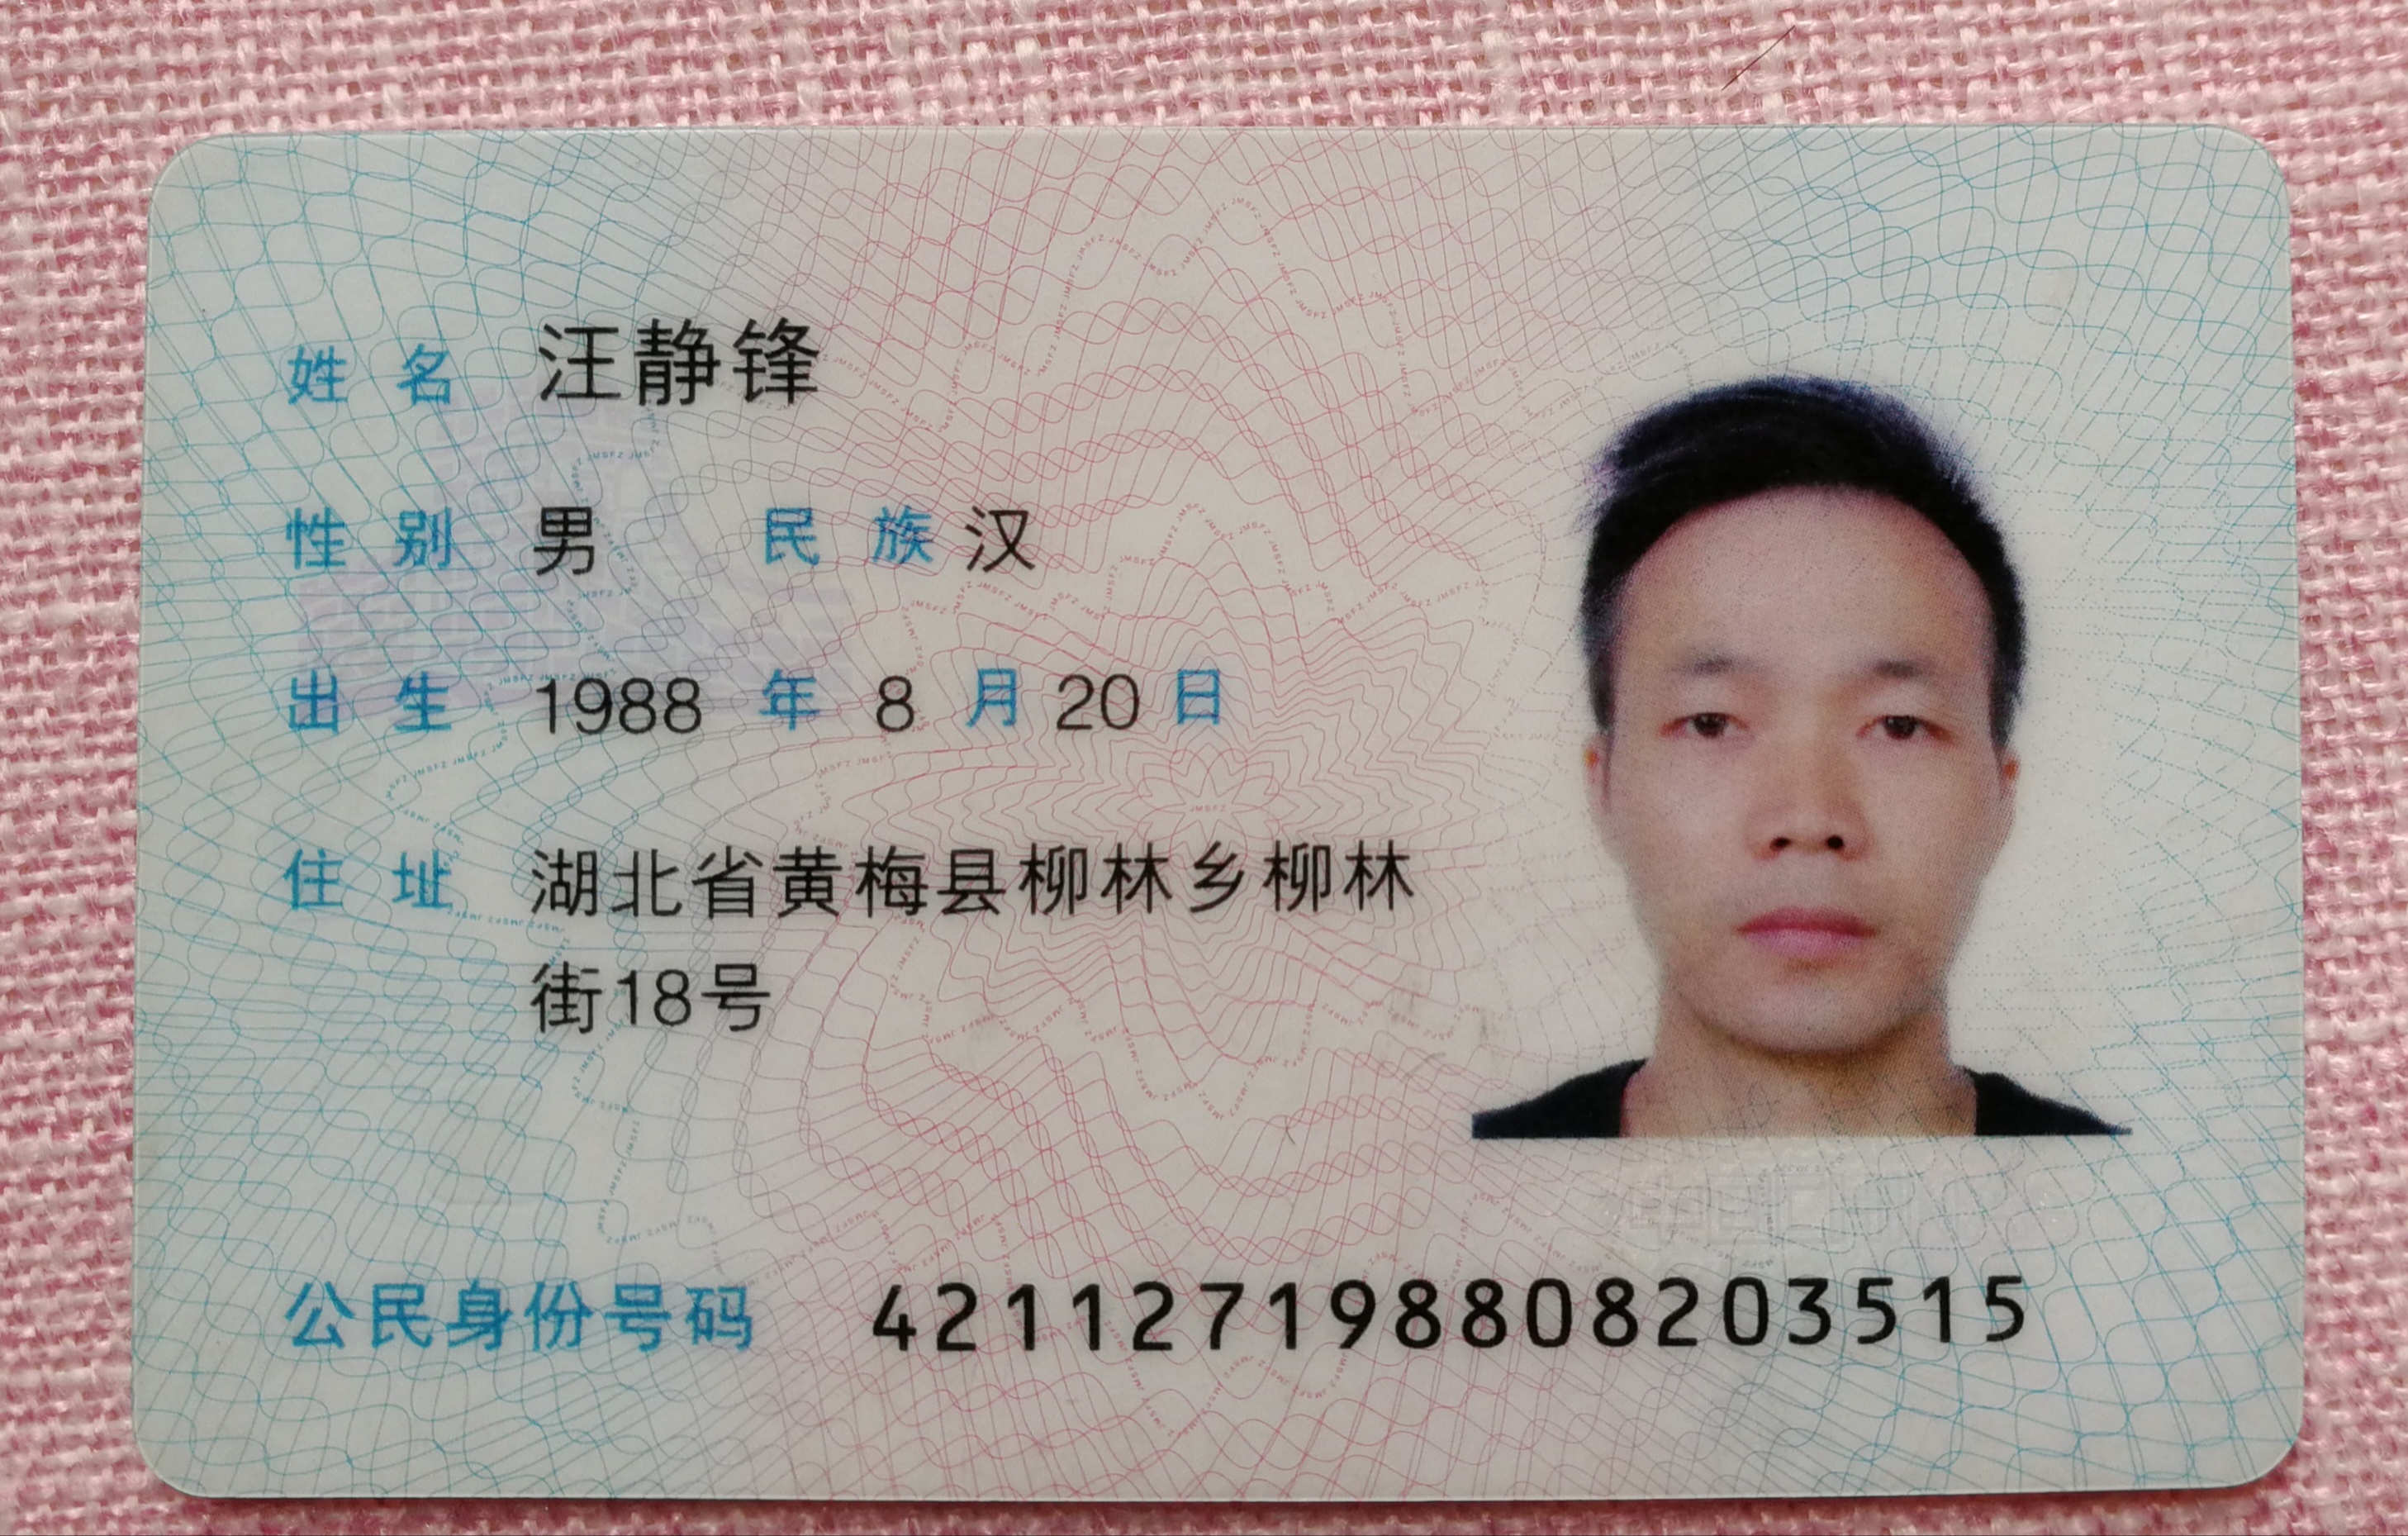 姓名 汪静锋
性别 男 民族 汉
出生 1988 年 8 月 20 日
住址 湖北省黄梅县柳林乡柳林
街18号
公民身份号码 421127198808203515